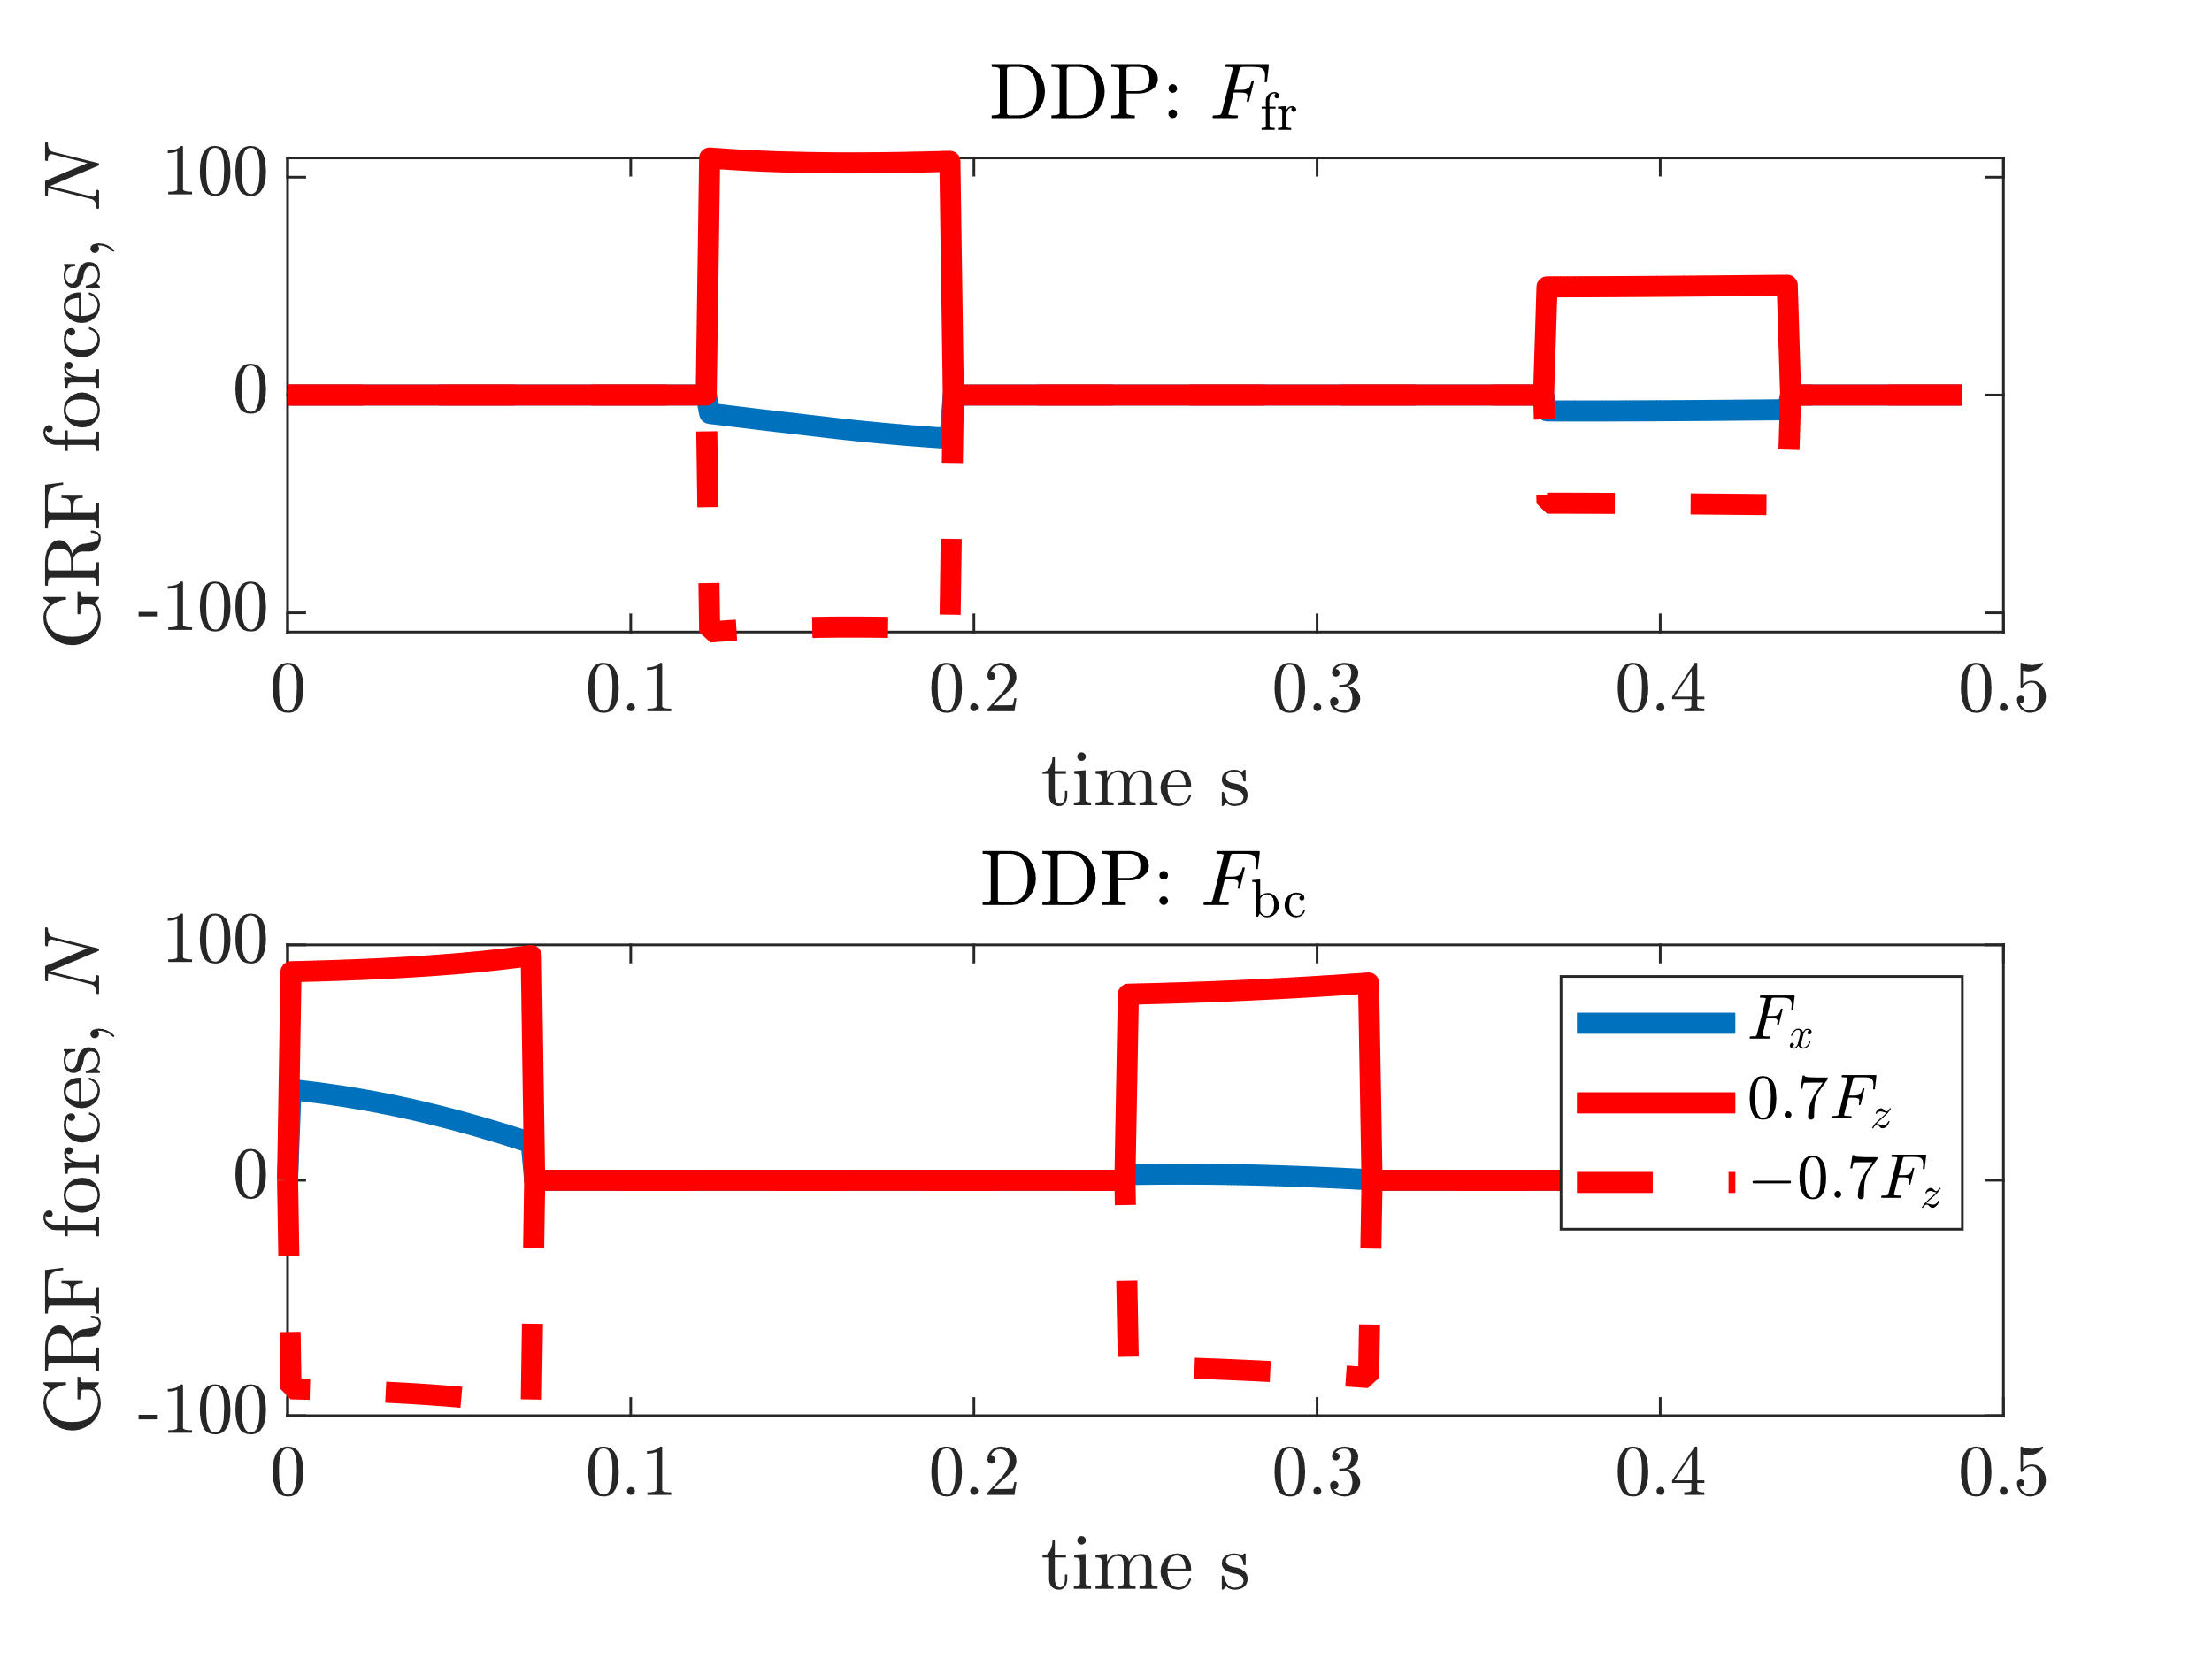 DDP: F_fr
GRF forces, N
100
0
-100
0 0.1 0.2 0.3 0.4 0.5
time s
DDP: F_bc
GRF forces, N
100
0
-100
F_x
0.7F_z
−0.7F_z
0 0.1 0.2 0.3 0.4 0.5
time s